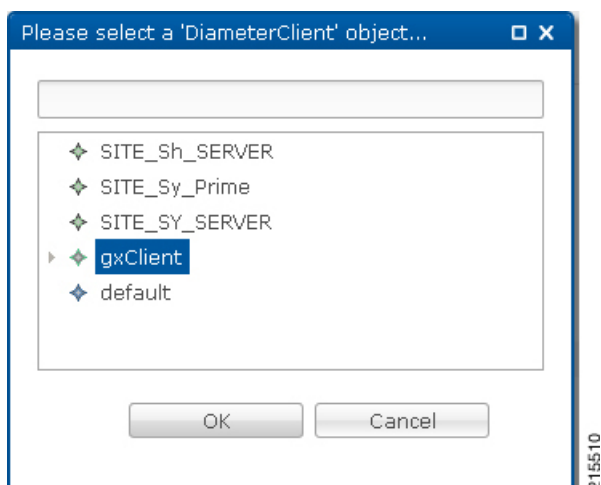 Please select a 'DiameterClient' object...
SITE_Sh_SERVER
SITE_Sy_Prime
SITE_SY_SERVER
gxClient
default
OK Cancel
215510